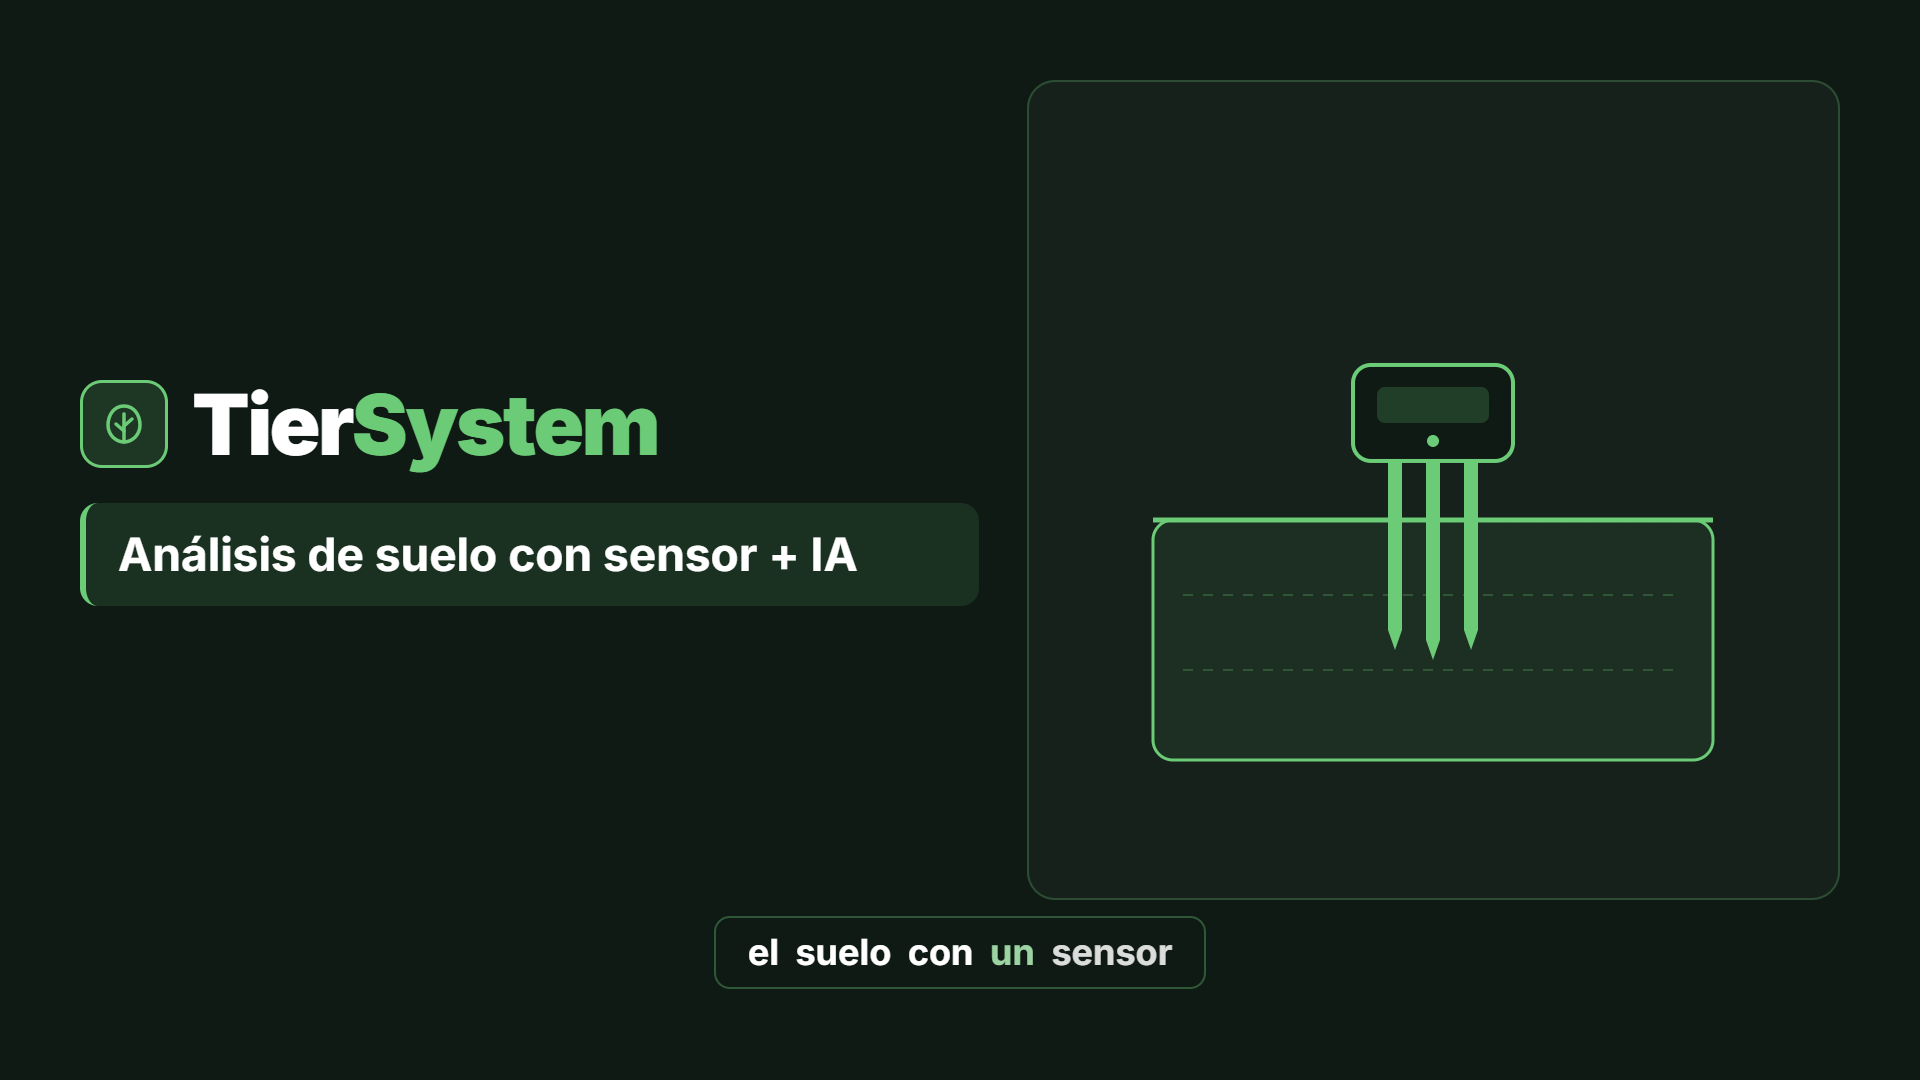 TierSystem
Análisis de suelo con sensor + IA
el suelo con un sensor